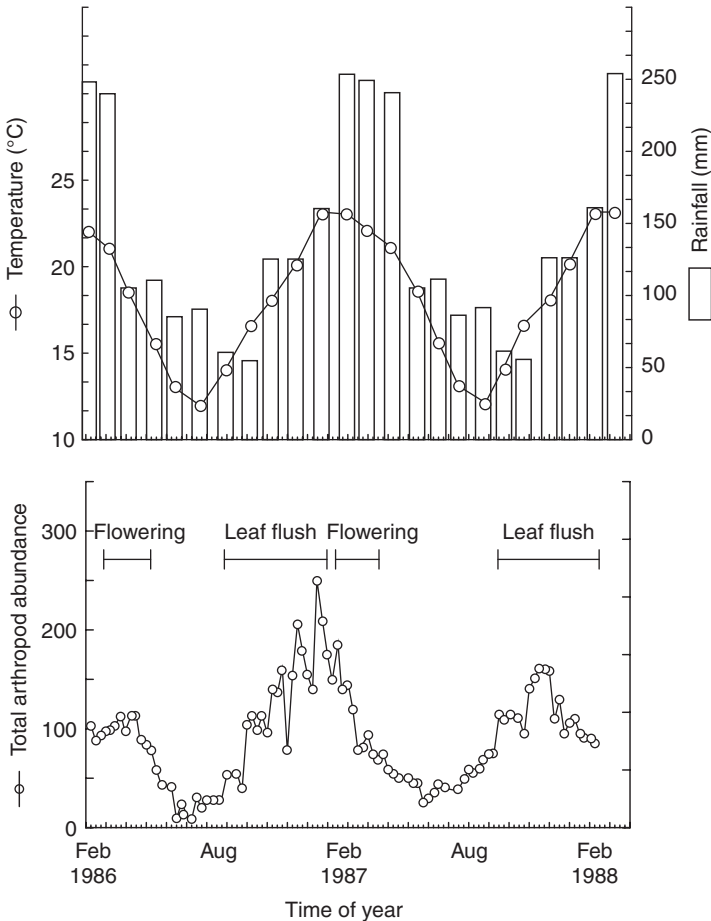 Temperature (°C)
25
20
15
10
250
200
150
100
50
0
Rainfall (mm)
Total arthropod abundance
300
200
100
0
Flowering
Leaf flush
Flowering
Leaf flush
Feb
1986
Aug
Feb
1987
Aug
Feb
1988
Time of year